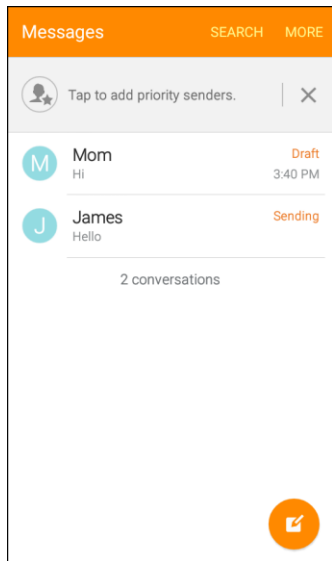 Messages SEARCH MORE
Tap to add priority senders.
M Mom Draft
Hi 3:40 PM
J James Sending
Hello
2 conversations